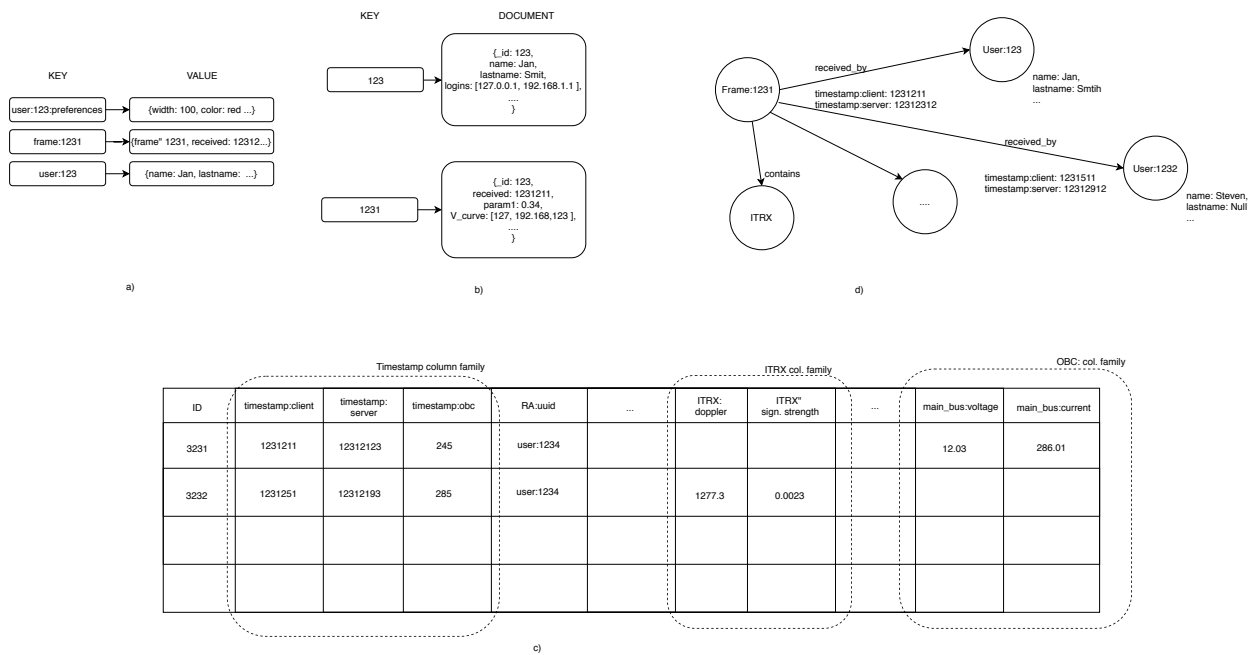 KEY
VALUE
user:123:preferences
{width: 100, color: red ...}
frame:1231
{frame" 1231, received: 12312...}
user:123
{name: Jan, lastname:  ...}
a)
KEY
DOCUMENT
123
{_id: 123,
name: Jan,
lastname: Smit,
logins: [127.0.0.1, 192.168.1.1 ],
....
}
1231
{_id: 123,
received: 1231211,
param1: 0.34,
V_curve: [127, 192.168,123 ],
....
}
b)
Frame:1231
received_by
timestamp:client: 1231211
timestamp:server: 12312312
User:123
name: Jan,
lastname: Smtih
...
received_by
timestamp:client: 1231511
timestamp:server: 12312912
User:1232
name: Steven,
lastname: Null
...
contains
ITRX
....
d)
Timestamp column family
ITRX col. family
OBC: col. family
ID
timestamp:client
timestamp:
server
timestamp:obc
RA:uuid
...
ITRX:
doppler
ITRX"
sign. strength
...
main_bus:voltage
main_bus:current
3231
1231211
12312123
245
user:1234
12.03
286.01
3232
1231251
12312193
285
user:1234
1277.3
0.0023
c)